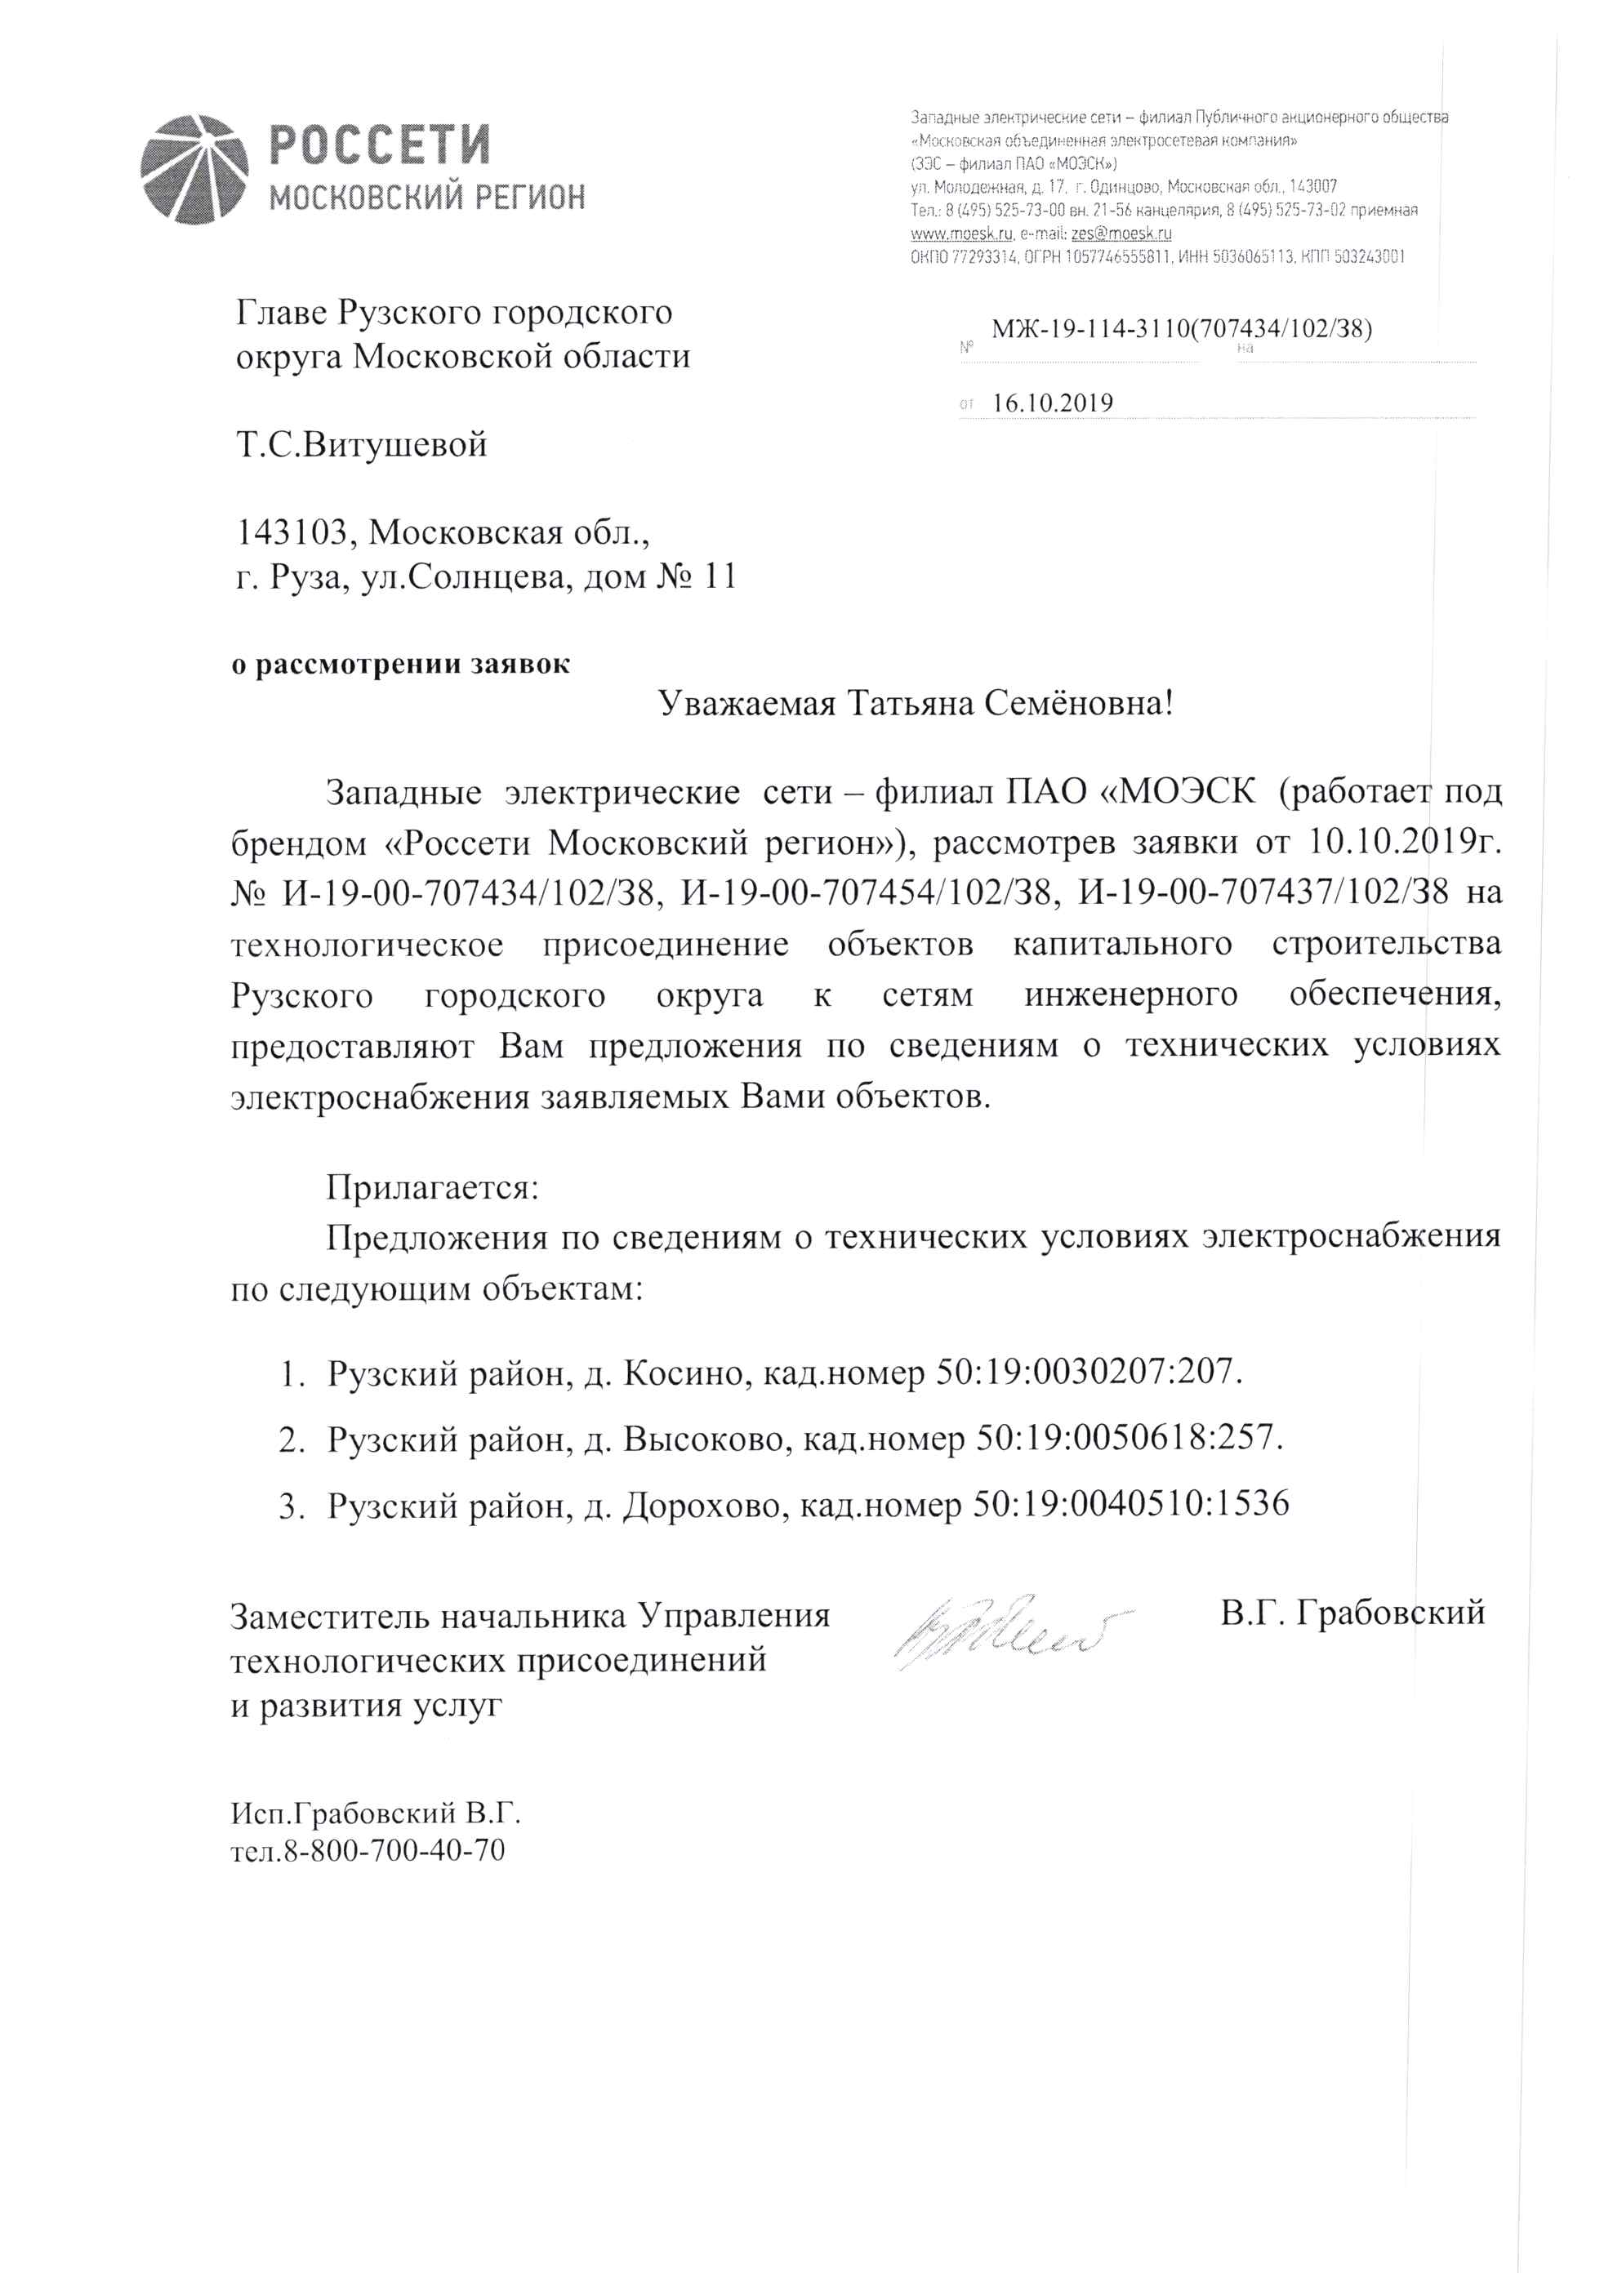 РОССЕТИ
МОСКОВСКИЙ РЕГИОН
Западные электрические сети – филиал Публичного акционерного общества
«Московская объединенная электросетевая компания»
(ЗЭС – филиал ПАО «МОЭСК»)
ул. Молодежная, д. 17, г. Одинцово, Московская обл., 143007
Тел.: 8 (495) 525-73-00 вн. 21-56 канцелярия, 8 (495) 525-73-02 приемная
www.moesk.ru, e-mail: zes@moesk.ru
ОКПО 77293314, ОГРН 1057746555811, ИНН 5036065113, КПП 503243001
Главе Рузского городского
округа Московской области
Т.С.Витушевой
143103, Московская обл.,
г. Руза, ул.Солнцева, дом № 11
МЖ-19-114-3110(707434/102/З8)
№ на
от 16.10.2019
о рассмотрении заявок
Уважаемая Татьяна Семёновна!
Западные электрические сети – филиал ПАО «МОЭСК (работает под
брендом «Россети Московский регион»), рассмотрев заявки от 10.10.2019г.
№ И-19-00-707434/102/З8, И-19-00-707454/102/З8, И-19-00-707437/102/З8 на
технологическое присоединение объектов капитального строительства
Рузского городского округа к сетям инженерного обеспечения,
предоставляют Вам предложения по сведениям о технических условиях
электроснабжения заявляемых Вами объектов.
Прилагается:
Предложения по сведениям о технических условиях электроснабжения
по следующим объектам:
1. Рузский район, д. Косино, кад.номер 50:19:0030207:207.
2. Рузский район, д. Высоково, кад.номер 50:19:0050618:257.
3. Рузский район, д. Дорохово, кад.номер 50:19:0040510:1536
Заместитель начальника Управления
технологических присоединений
и развития услуг
В.Г. Грабовский
Исп.Грабовский В.Г.
тел.8-800-700-40-70